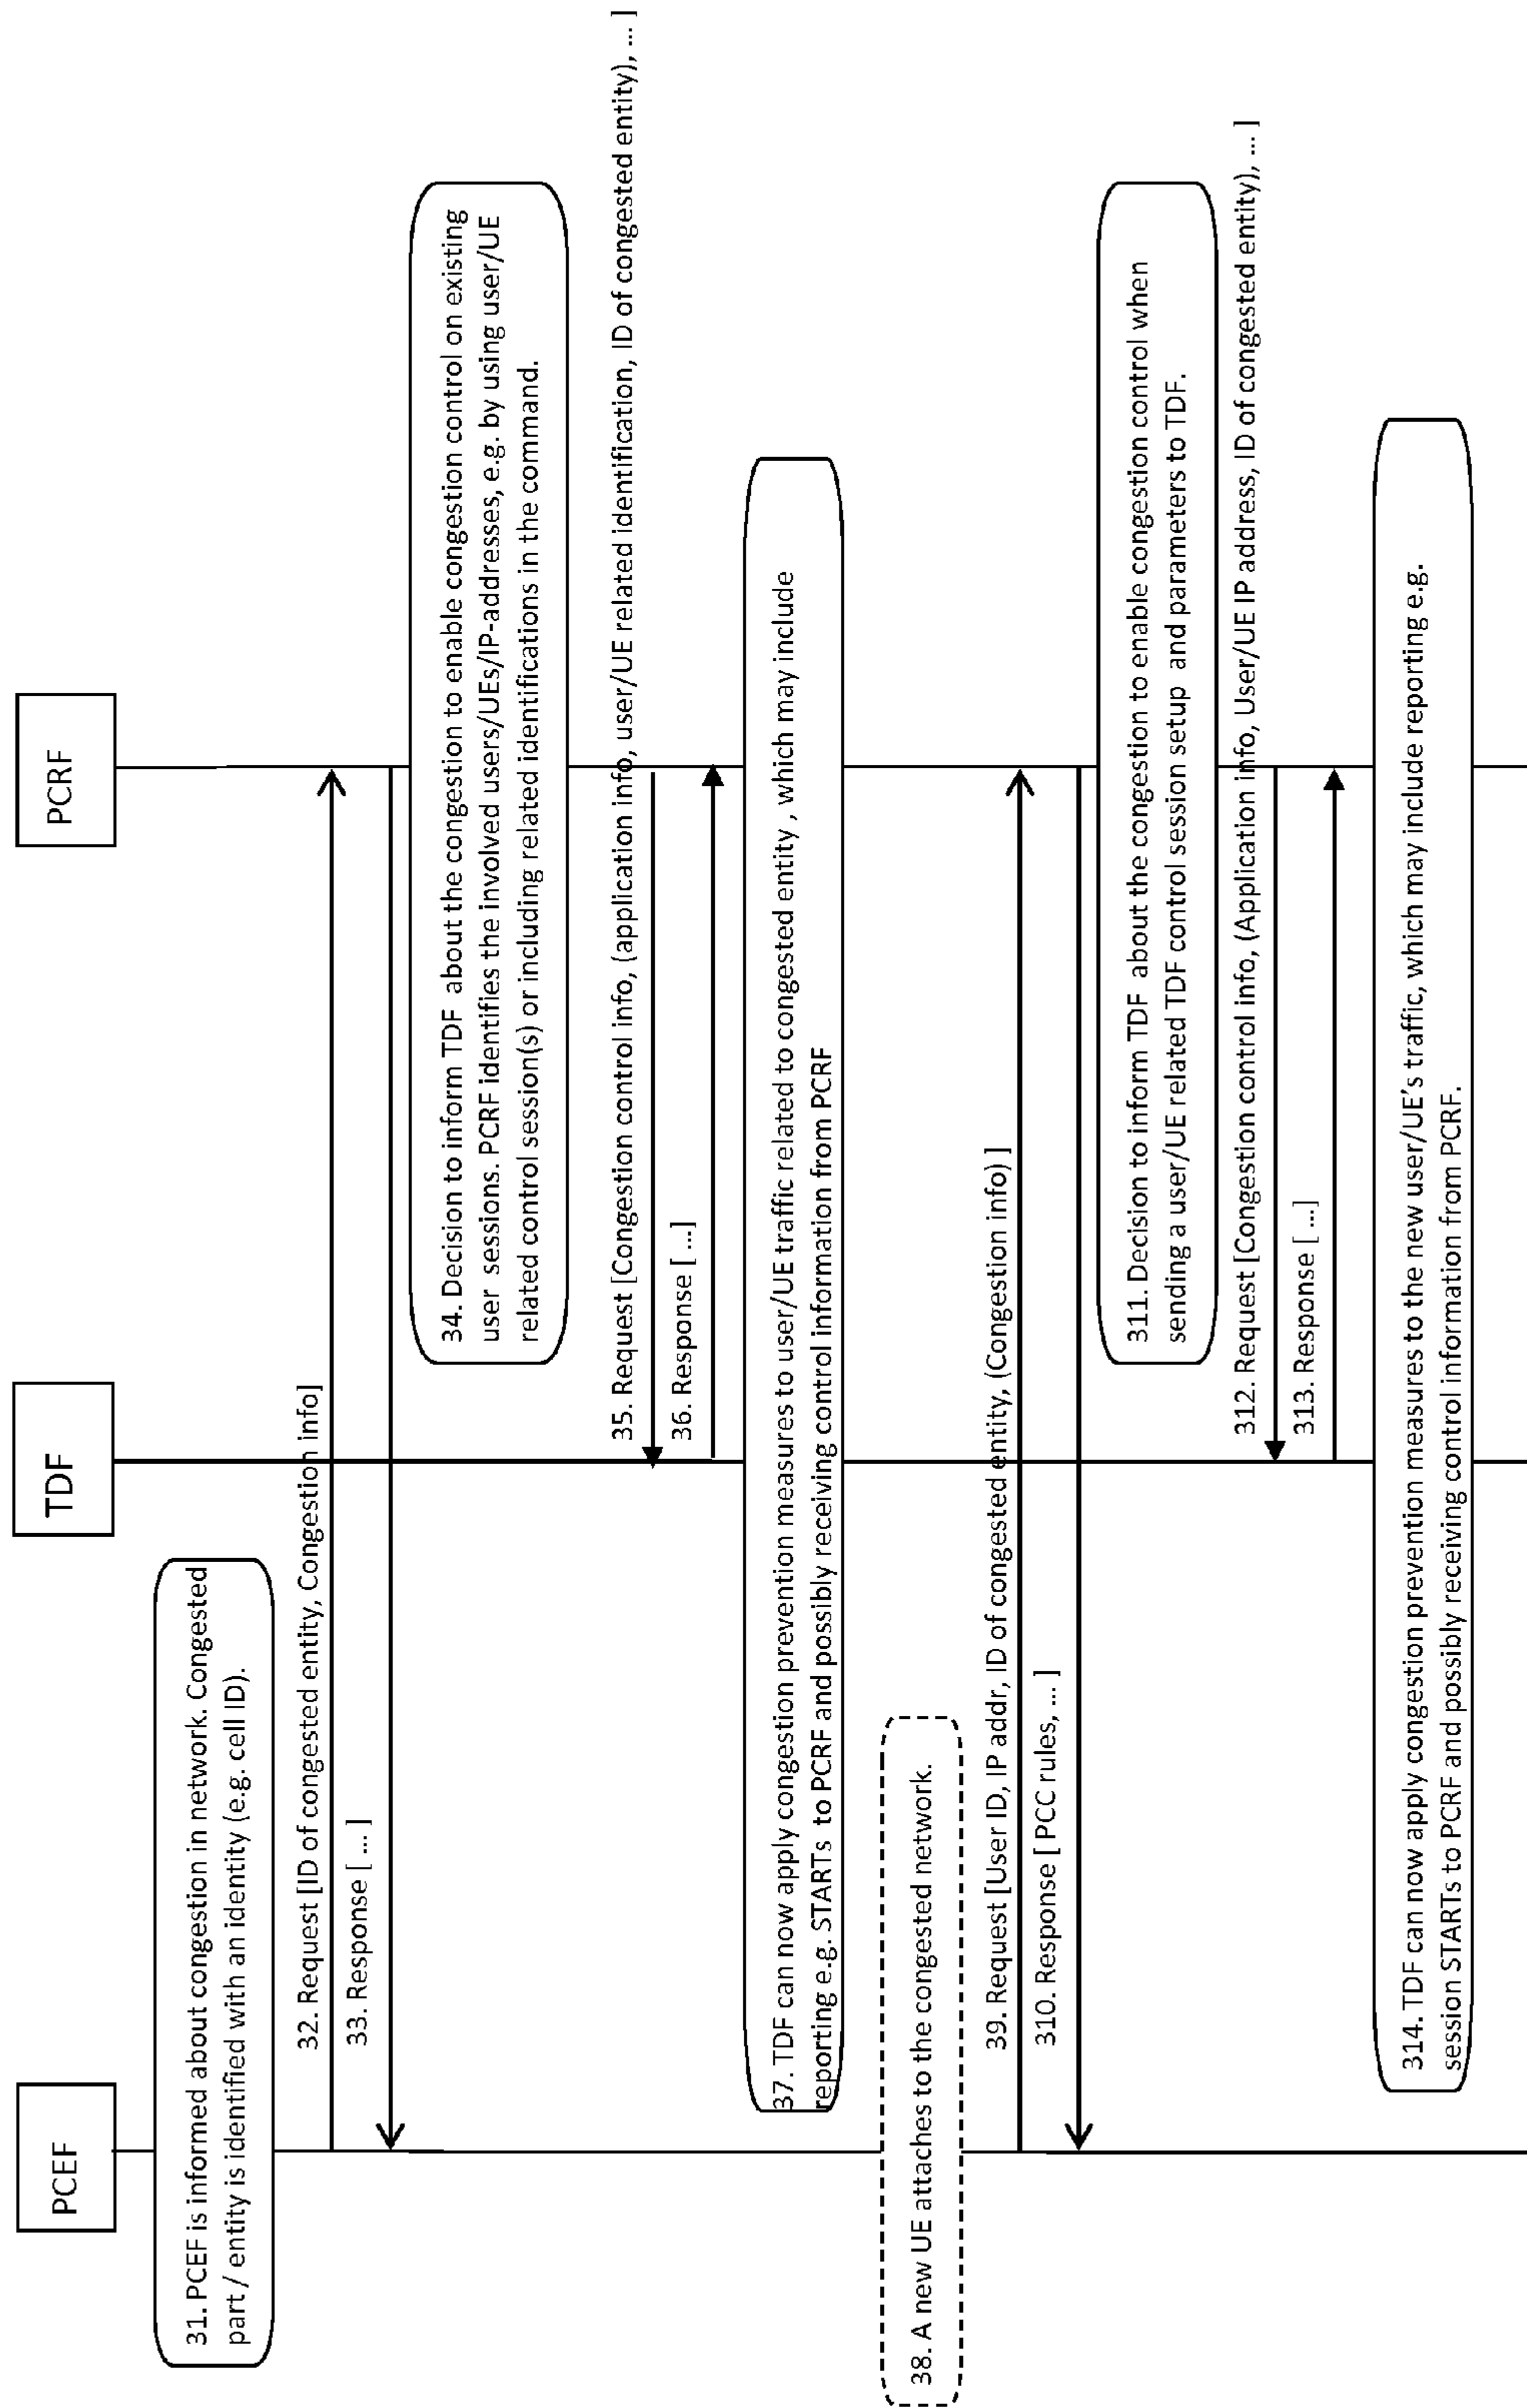 PCEF
TDF
PCRF
31. PCEF is informed about congestion in network. Congested
part / entity is identified with an identity (e.g. cell ID).
32. Request [ID of congested entity, Congestion info]
33. Response [ ... ]
34. Decision to inform TDF about the congestion to enable congestion control on existing
user sessions. PCRF identifies the involved users/UEs/IP-addresses, e.g. by using user/UE
related control session(s) or including related identifications in the command.
35. Request [Congestion control info, (application info, user/UE related identification, ID of congested entity), ... ]
36. Response [ ...]
37. TDF can now apply congestion prevention measures to user/UE traffic related to congested entity , which may include
reporting e.g. STARTs to PCRF and possibly receiving control information from PCRF
38. A new UE attaches to the congested network.
39. Request [User ID, IP addr, ID of congested entity, (Congestion info) ]
310. Response [ PCC rules, ... ]
311. Decision to inform TDF about the congestion to enable congestion control when
sending a user/UE related TDF control session setup and parameters to TDF.
312. Request [Congestion control info, (Application info, User/UE IP address, ID of congested entity), ... ]
313. Response [ ...]
314. TDF can now apply congestion prevention measures to the new user/UE's traffic, which may include reporting e.g.
session STARTs to PCRF and possibly receiving control information from PCRF.